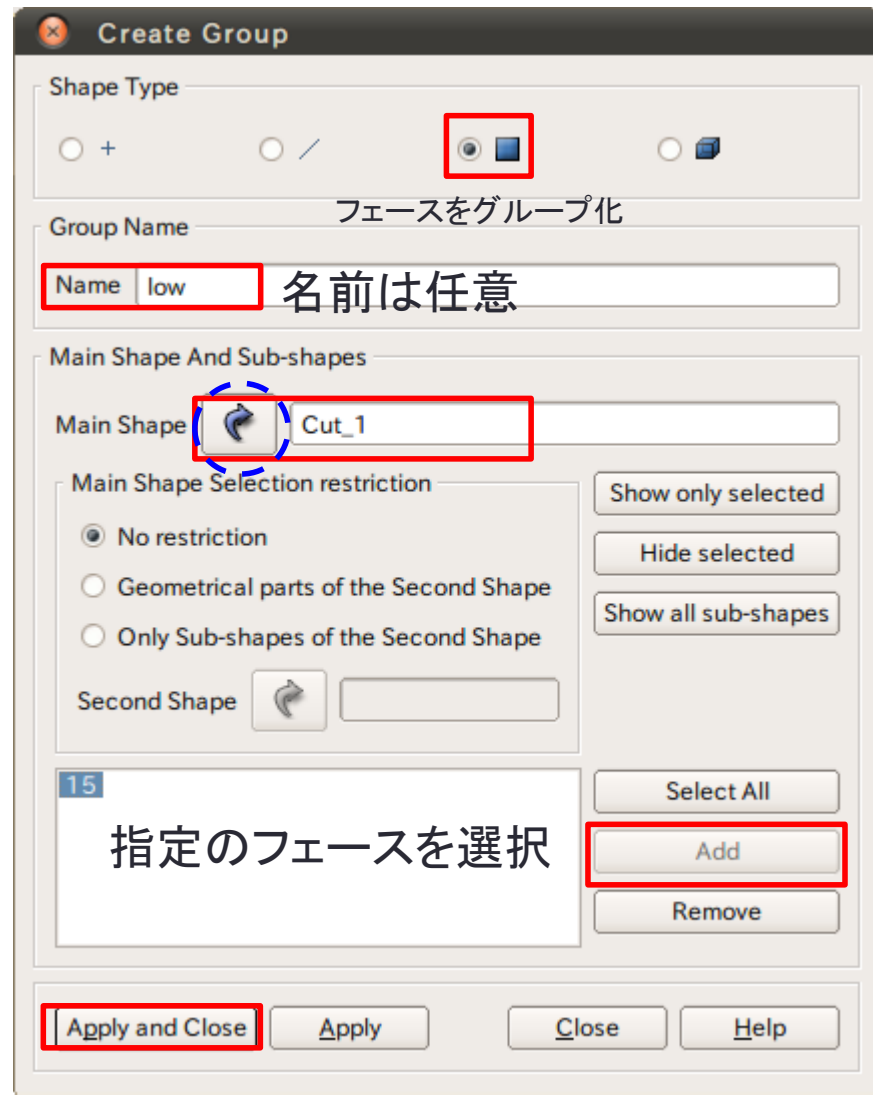 Create Group
Shape Type
フェースをグループ化
Group Name
Name low 名前は任意
Main Shape And Sub-shapes
Main Shape Cut_1
Main Shape Selection restriction
Show only selected
No restriction
Hide selected
Geometrical parts of the Second Shape
Show all sub-shapes
Only Sub-shapes of the Second Shape
Second Shape
15
Select All
指定のフェースを選択
Add
Remove
Apply and Close Apply Close Help